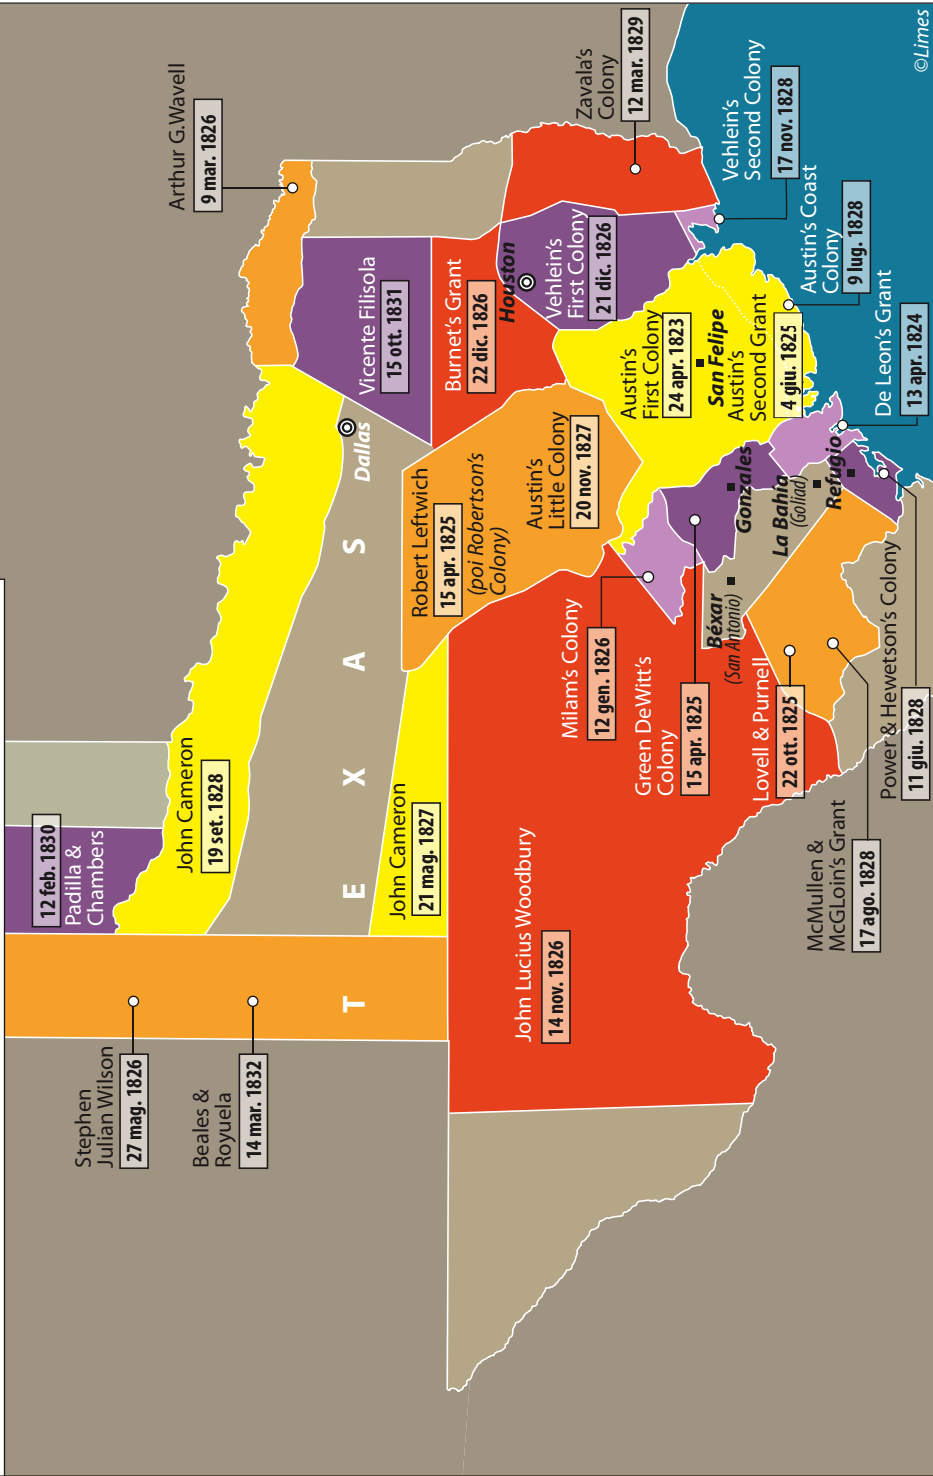 12 feb. 1830
Padilla &
Chambers
Stephen
Julian Wilson
27 mag. 1826
Beales &
Royuela
14 mar. 1832
John Cameron
19 set. 1828
Arthur G.Wavell
9 mar. 1826
TEXAS
Dallas
Vicente Filisola
15 ott. 1831
John Cameron
21 mag. 1827
Robert Leftwich
15 apr. 1825
(poi Robertson's
Colony)
Burnet's Grant
22 dic. 1826
Houston
Zavala's
Colony
12 mar. 1829
Vehlein's
First Colony
21 dic. 1826
John Lucius Woodbury
14 nov. 1826
Austin's
Little Colony
20 nov. 1827
Austin's
First Colony
24 apr. 1823
San Felipe
Austin's
Second Grant
4 giu. 1825
Vehlein's
Second Colony
17 nov. 1828
Austin's Coast
Colony
9 lug. 1828
Milam's Colony
12 gen. 1826
Green DeWitt's
Colony
15 apr. 1825
Béxar
(San Antonio)
Gonzales
La Bahía
(Goliad)
Refugio
De Leon's Grant
13 apr. 1824
Lovell & Purnell
22 ott. 1825
McMullen &
McGLoin's Grant
17 ago. 1828
Power & Hewetson's Colony
11 giu. 1828
©Limes